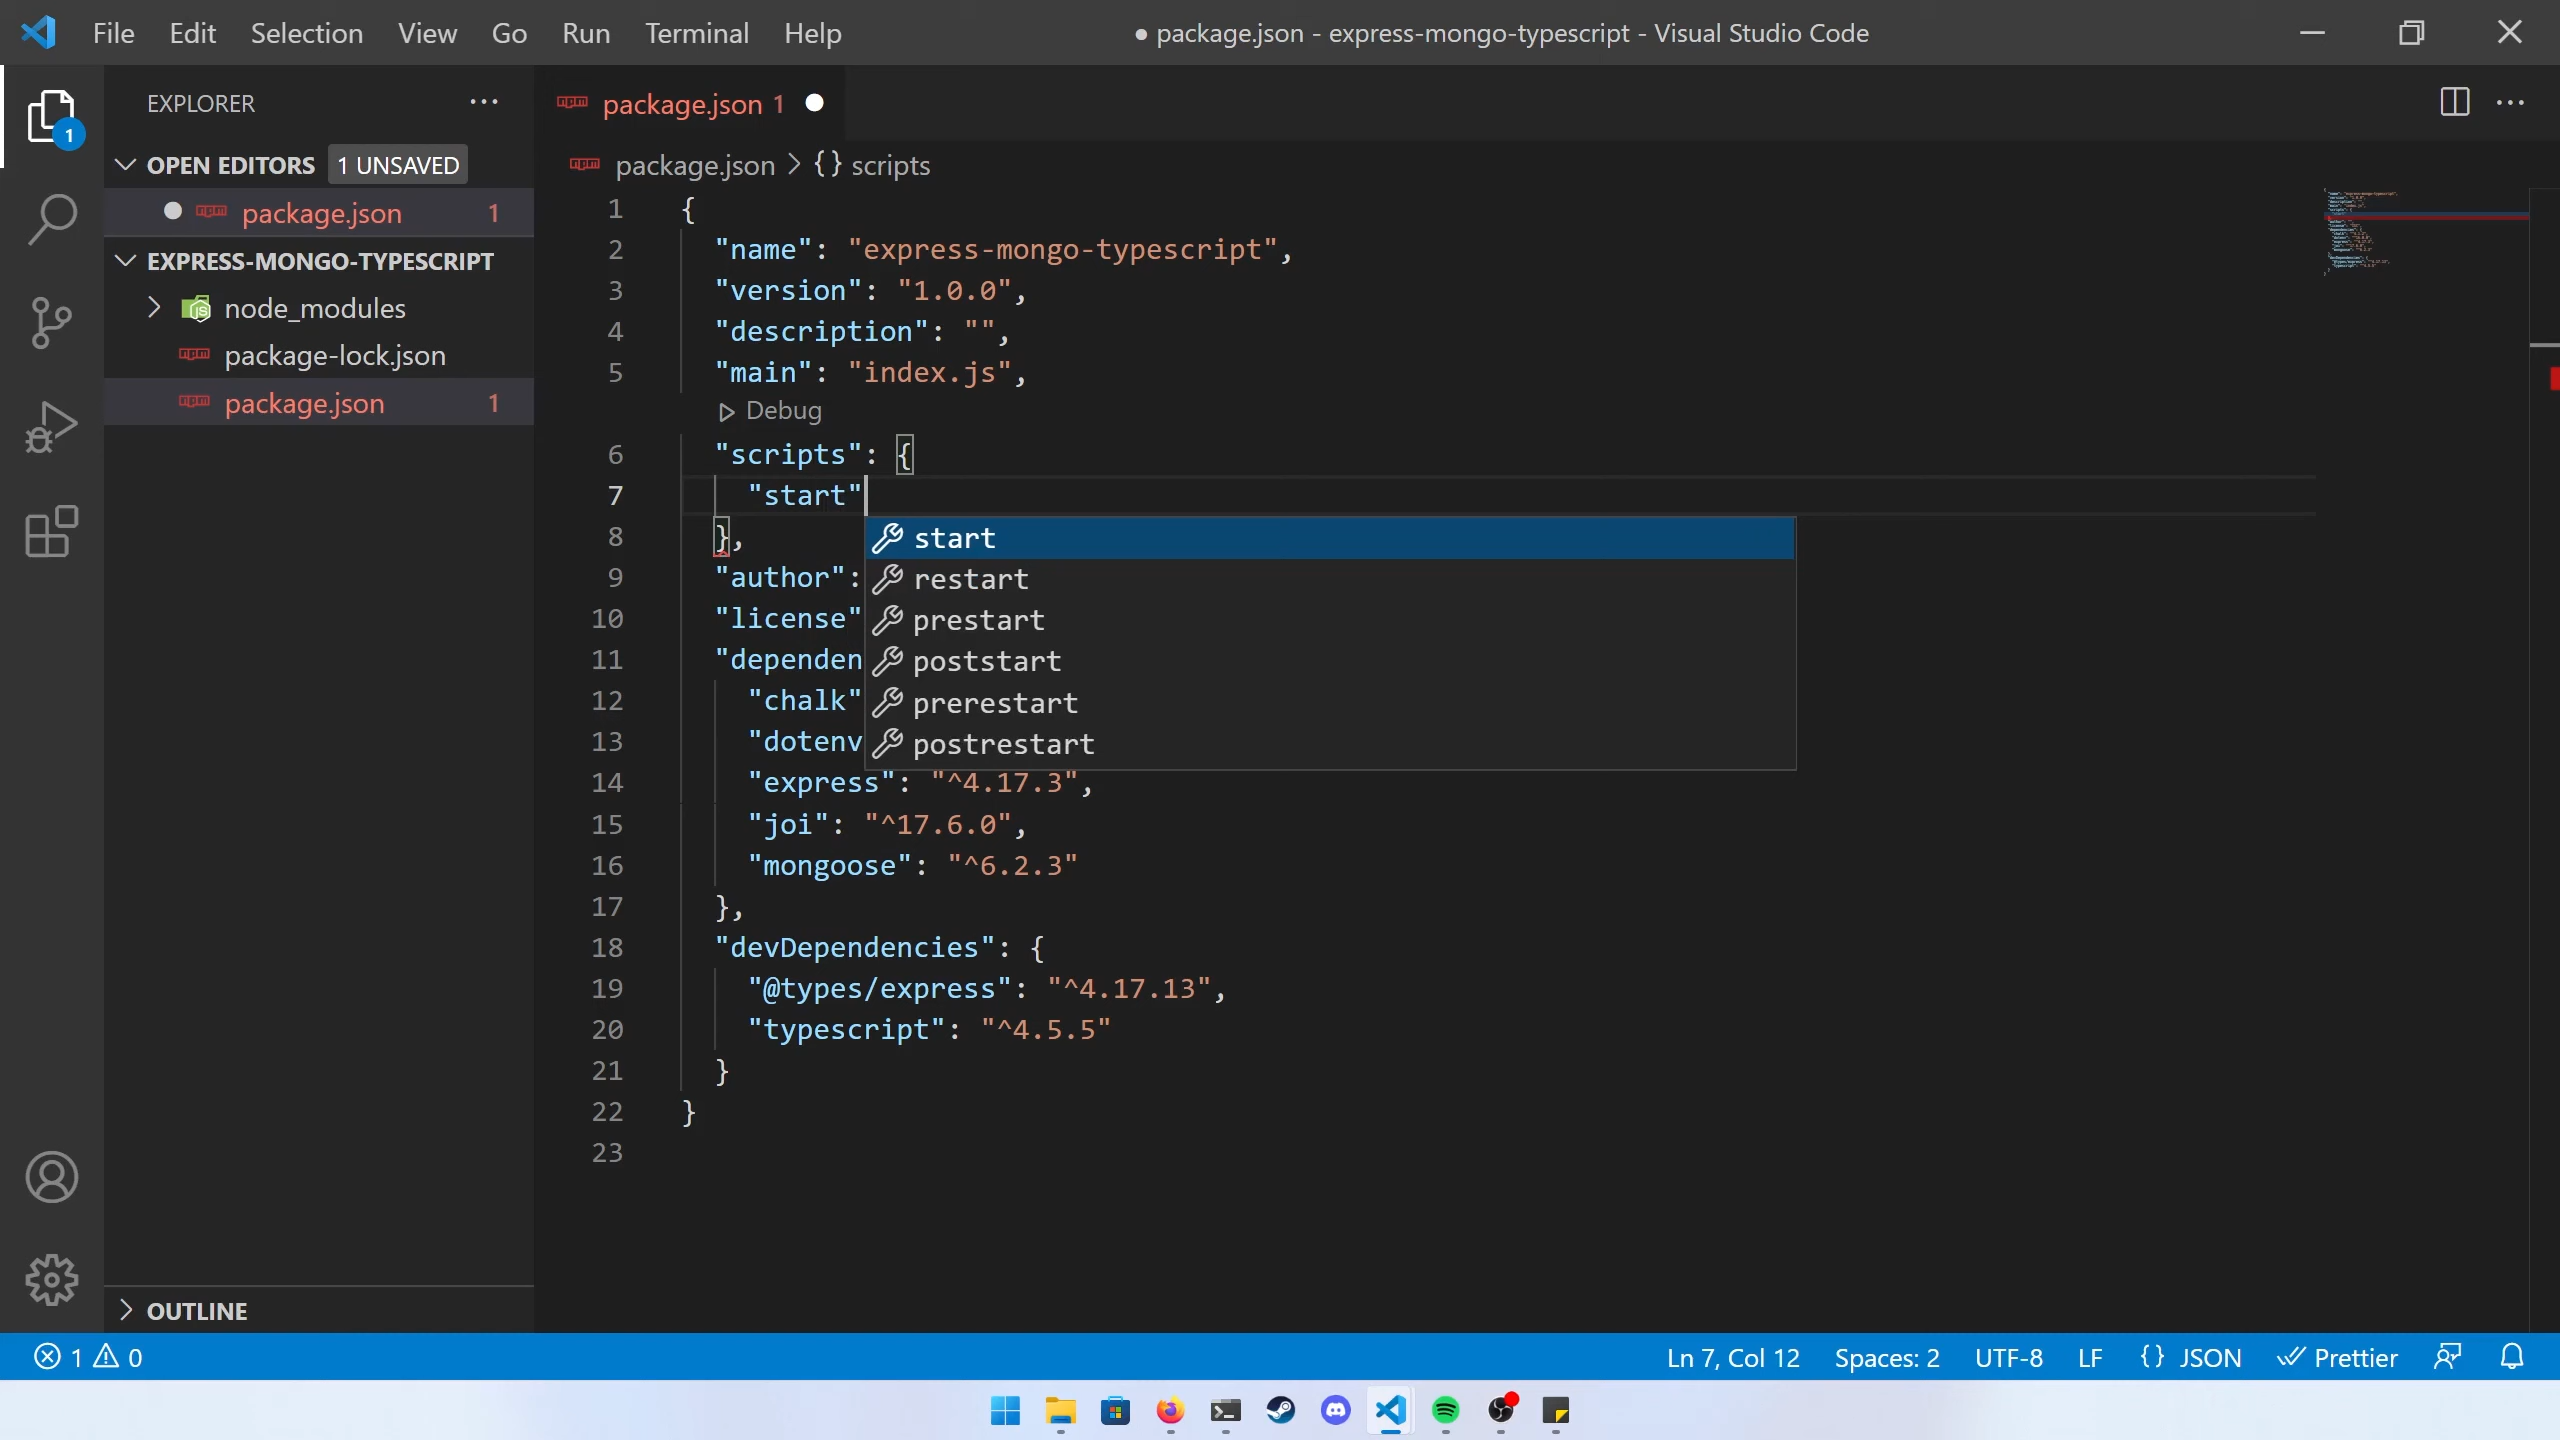 File Edit Selection View Go Run Terminal Help
● package.json - express-mongo-typescript - Visual Studio Code
EXPLORER
OPEN EDITORS 1 UNSAVED
package.json 1
EXPRESS-MONGO-TYPESCRIPT
node_modules
package-lock.json
package.json 1
OUTLINE
1
package.json 1
package.json > {} scripts
1 {
2 "name": "express-mongo-typescript",
3 "version": "1.0.0",
4 "description": "",
5 "main": "index.js",
Debug
6 "scripts": {
7 "start"
8 },
9 "author":
10 "license"
11 "dependen
12 "chalk"
13 "dotenv
14 "express": "^4.17.3",
15 "joi": "^17.6.0",
16 "mongoose": "^6.2.3"
17 },
18 "devDependencies": {
19 "@types/express": "^4.17.13",
20 "typescript": "^4.5.5"
21 }
22 }
23
start
restart
prestart
poststart
prerestart
postrestart
1 0
Ln 7, Col 12 Spaces: 2 UTF-8 LF {} JSON Prettier